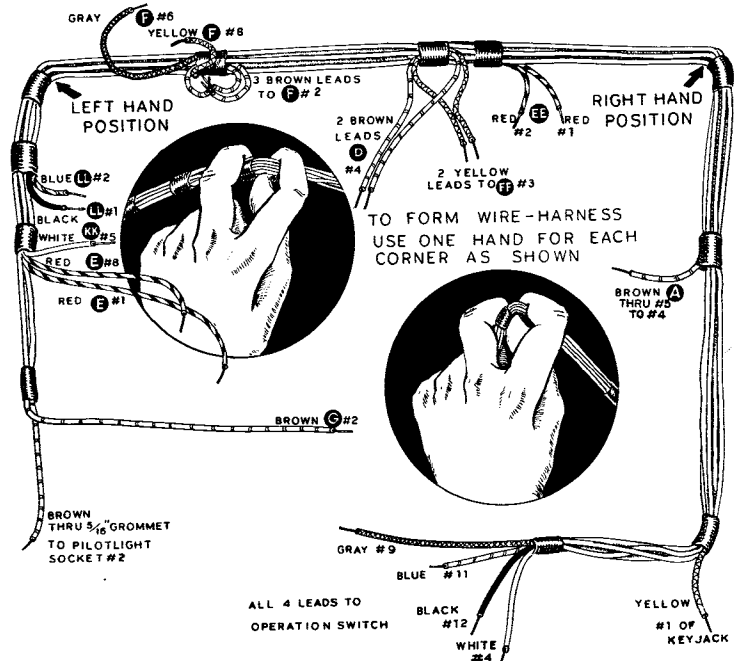 GRAY F #6
YELLOW F #8
3 BROWN LEADS
TO F #2
LEFT HAND
POSITION
2 BROWN
LEADS
D
#4
RED EE RED
#2 #1
RIGHT HAND
POSITION
2 YELLOW
LEADS TO FF #3
BLUE LL #2
BLACK LL #1
WHITE KK #5
RED E #8
RED E #1
TO FORM WIRE-HARNESS
USE ONE HAND FOR EACH
CORNER AS SHOWN
BROWN A
THRU #5
TO #4
BROWN G #2
BROWN
THRU 5/16" GROMMET
TO PILOTLIGHT
SOCKET #2
GRAY #9
BLUE #11
BLACK
#12
WHITE
#4
ALL 4 LEADS TO
OPERATION SWITCH
YELLOW
#1 OF
KEYJACK